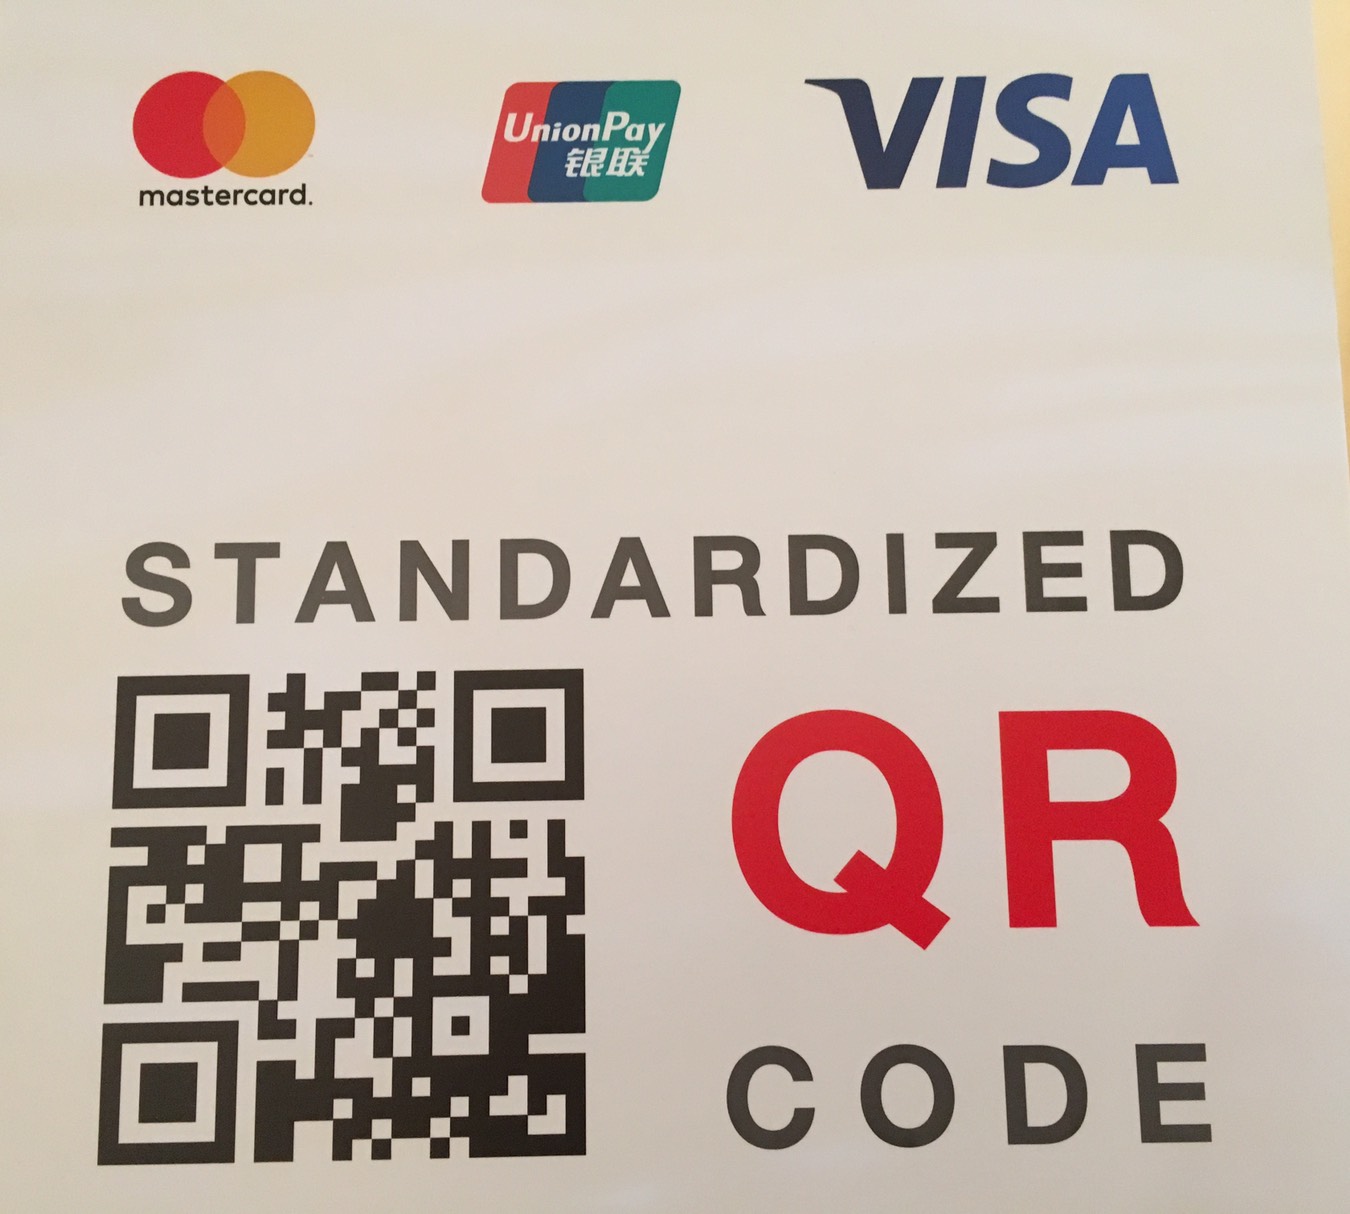 mastercard.
UnionPay
银联
VISA
STANDARDIZED
QR
CODE